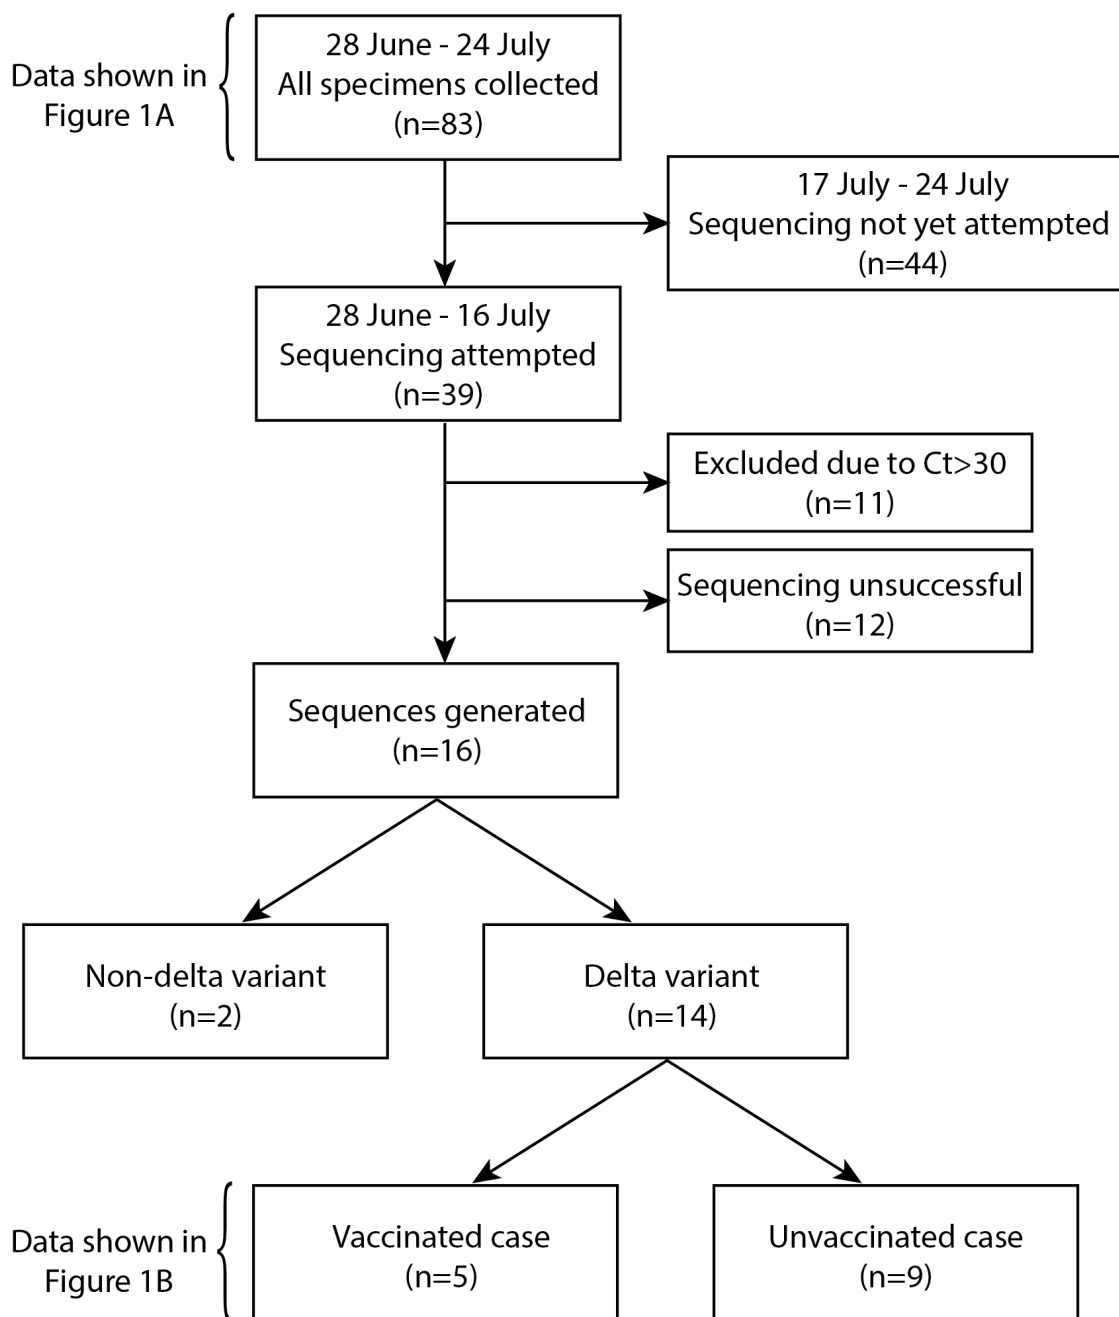 Data shown in
Figure 1A
28 June - 24 July
All specimens collected
(n=83)
17 July - 24 July
Sequencing not yet attempted
(n=44)
28 June - 16 July
Sequencing attempted
(n=39)
Excluded due to Ct>30
(n=11)
Sequencing unsuccessful
(n=12)
Sequences generated
(n=16)
Non-delta variant
(n=2)
Delta variant
(n=14)
Data shown in
Figure 1B
Vaccinated case
(n=5)
Unvaccinated case
(n=9)